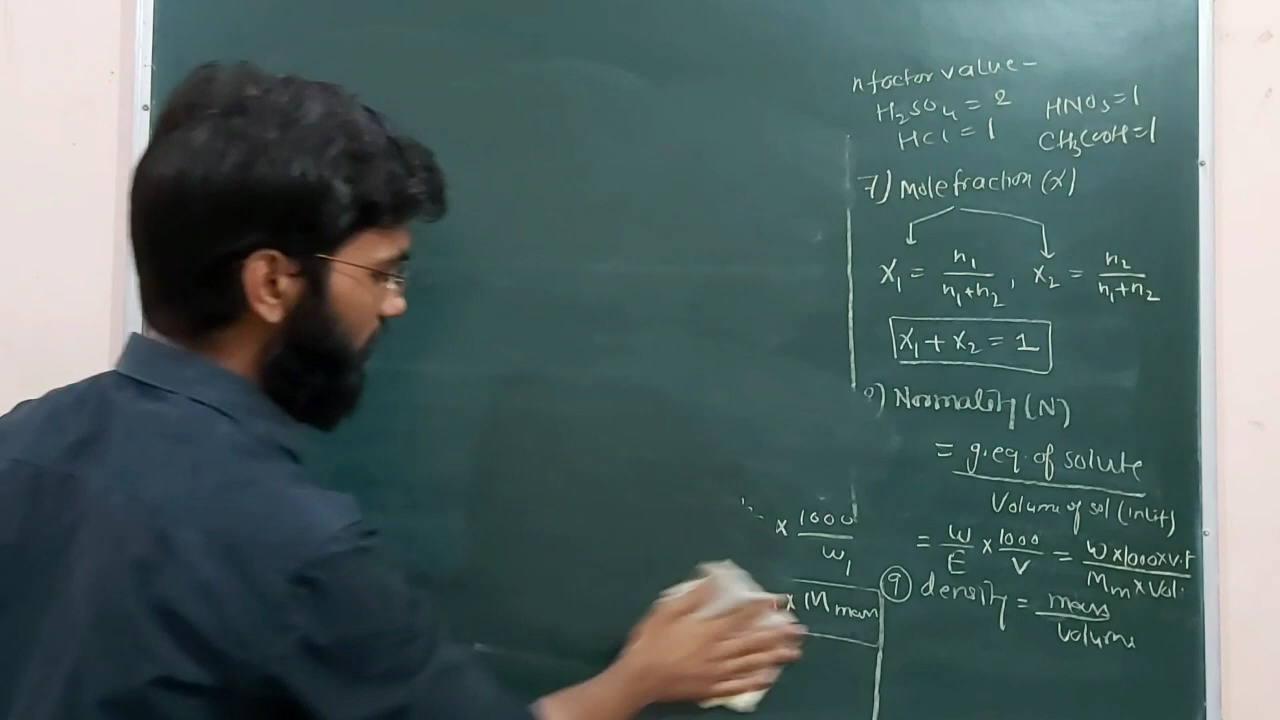 n factor value -
H₂SO₄ = 2 HNO₃ = 1
HCl = 1 CH₃COOH = 1
7) Mole fraction (X)
X₁ = n₁/(n₁+n₂) , X₂ = n₂/(n₁+n₂)
X₁ + X₂ = 1
) Normality (N)
= g.eq. of solute
Volume of sol (in lit)
= W/E × 1000/V = W×1000×v.f/Mm×Vol.
9 density = mass/Volume
× 1000/w₁
× Mmass